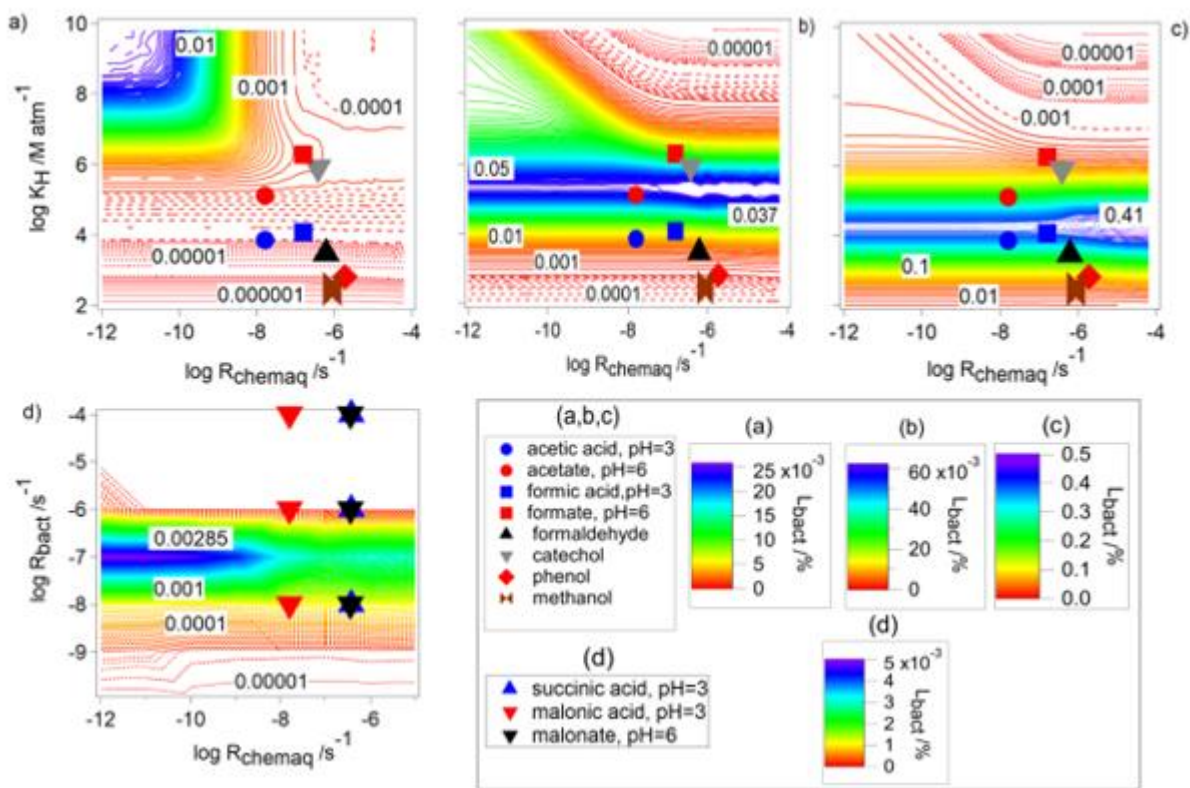 a)
log K_H /M atm^-1
10
8
6
4
2
0.01
0.001
0.0001
0.00001
0.000001
-12 -10 -8 -6 -4
log R_chemaq /s^-1
b)
0.00001
0.05
0.037
0.01
0.001
0.0001
-12 -10 -8 -6 -4
log R_chemaq /s^-1
c)
0.001
0.41
0.1
0.01
-12 -10 -8 -6 -4
log R_chemaq /s^-1
d)
log R_bact /s^-1
-4
-5
-6
-7
-8
-9
0.00285
0.001
0.0001
0.00001
-12 -10 -8 -6
log R_chemaq /s^-1
(a,b,c)
acetic acid, pH=3
acetate, pH=6
formic acid,pH=3
formate, pH=6
formaldehyde
catechol
phenol
methanol
(a)
25 x10^-3
20
15
10
5
0
L_bact /%
(b)
60 x10^-3
40
20
0
L_bact /%
(c)
0.5
0.4
0.3
0.2
0.1
0.0
L_bact /%
(d)
succinic acid, pH=3
malonic acid, pH=3
malonate, pH=6
(d)
5 x10^-3
4
3
2
1
0
L_bact /%